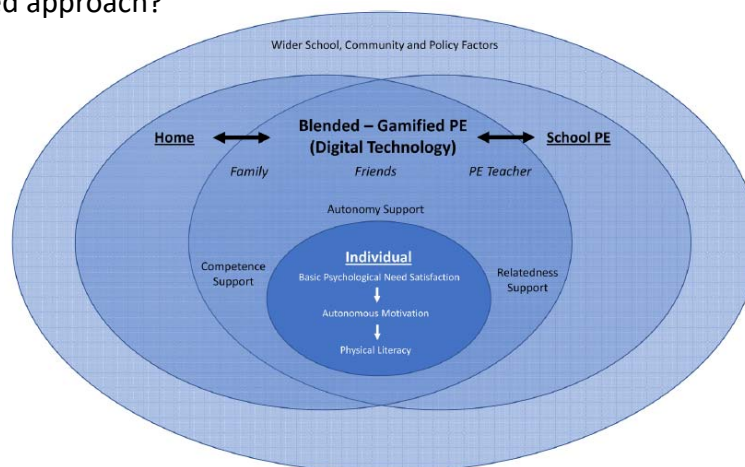 ed approach?
Wider School, Community and Policy Factors
Home
Blended – Gamified PE
(Digital Technology)
School PE
Family
Friends
PE Teacher
Autonomy Support
Competence
Support
Relatedness
Support
Individual
Basic Psychological Need Satisfaction
Autonomous Motivation
Physical Literacy